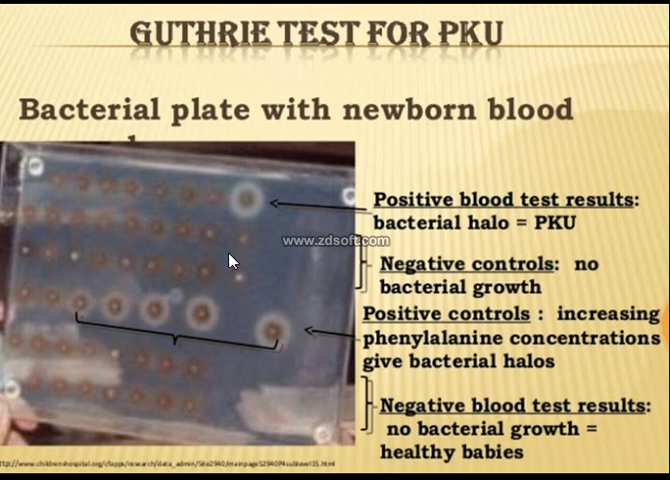 GUTHRIE TEST FOR PKU
Bacterial plate with newborn blood
Positive blood test results:
bacterial halo = PKU
www.zdsoft.com
Negative controls: no
bacterial growth
Positive controls : increasing
phenylalanine concentrations
give bacterial halos
Negative blood test results:
no bacterial growth =
healthy babies